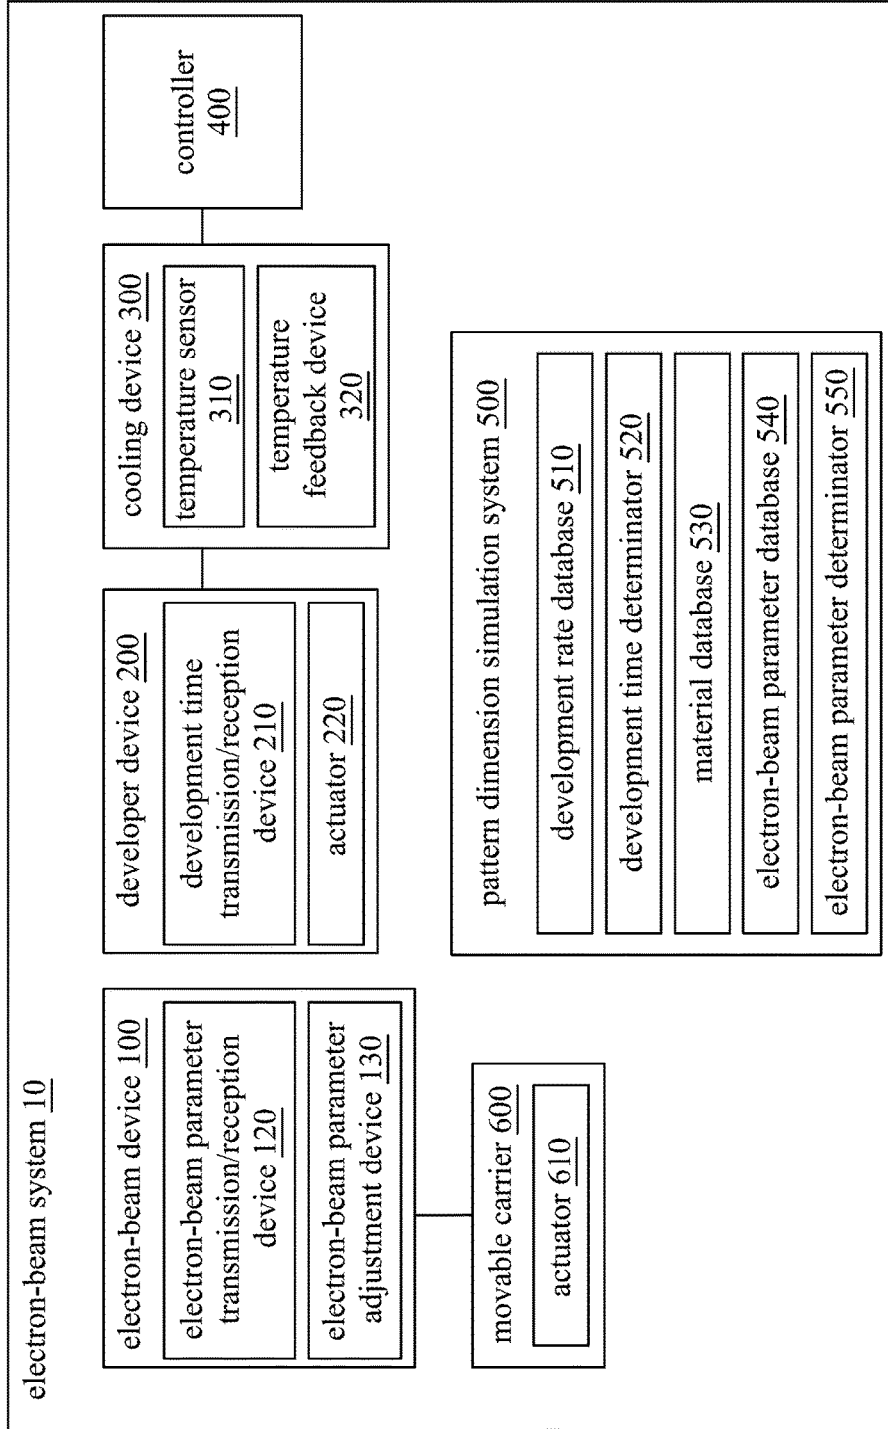 electron-beam system 10
electron-beam device 100
electron-beam parameter
transmission/reception
device 120
electron-beam parameter
adjustment device 130
developer device 200
development time
transmission/reception
device 210
actuator 220
cooling device 300
temperature sensor
310
temperature
feedback device
320
controller
400
movable carrier 600
actuator 610
pattern dimension simulation system 500
development rate database 510
development time determinator 520
material database 530
electron-beam parameter database 540
electron-beam parameter determinator 550